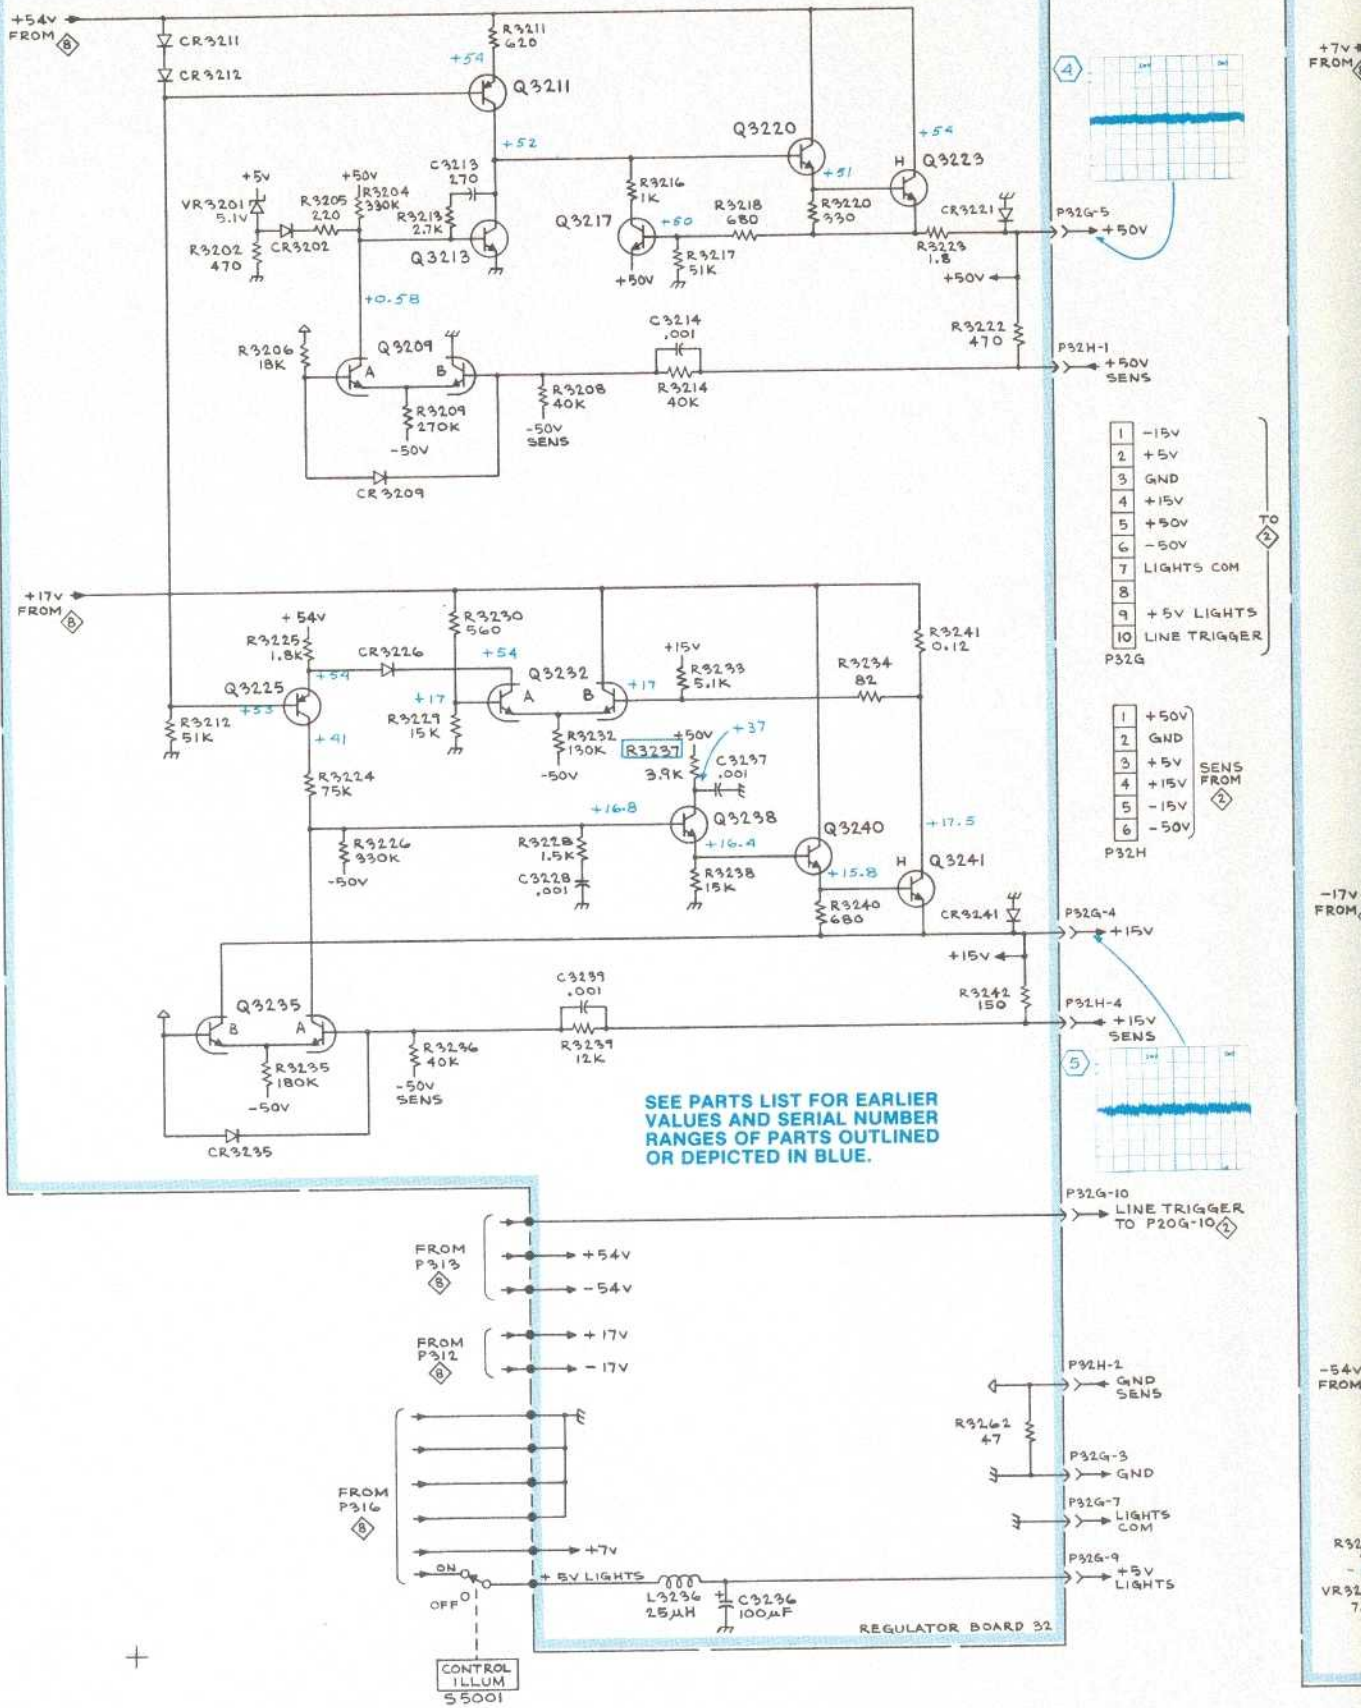 +54V
FROM 8
CR3211
CR3212
R3211
620
+54
Q3211
+52
Q3220
+51
+54
H Q3223
4
+7V
FROM
C3213
270
+5V
+50V
VR3201
5.1V
R3205
220
R3204
330K
R3213
2.7K
R3202
470
CR3202
Q3213
R3216
1K
Q3217
+50
R3218
680
R3220
330
CR3221
P32G-5
+50V
R3217
51K
+50V
R3223
1.8
+50V
+0.58
R3206
18K
Q3209
A B
C3214
.001
R3222
470
P32H-1
+50V
SENS
R3209
270K
-50V
R3208
40K
-50V
SENS
R3214
40K
CR3209
1 -15V
2 +5V
3 GND
4 +15V
5 +50V
6 -50V
7 LIGHTS COM
8
9 +5V LIGHTS
10 LINE TRIGGER
P32G
TO
2
+17V
FROM 8
+54V
R3225
1.8K
CR3226
R3230
560
+54
Q3232
A B
+15V
R3233
5.1K
R3234
82
R3241
0.12
+54
Q3225
+53
+17
+17
R3212
51K
+41
R3229
15K
R3232
130K
-50V
R3237
3.9K
+50V
+37
C3237
.001
R3224
75K
1 +50V
2 GND
3 +5V
4 +15V
5 -15V
6 -50V
P32H
SENS
FROM
2
+16.8
Q3238
Q3240
+17.5
R3226
330K
-50V
R3228
1.5K
C3228
.001
+16.4
R3238
15K
+15.8
H Q3241
R3240
680
CR3241
P32G-4
+15V
-17V
FROM
+15V
C3239
.001
R3242
150
P32H-4
+15V
SENS
Q3235
B A
R3235
180K
-50V
R3236
40K
-50V
SENS
R3239
12K
CR3235
5
SEE PARTS LIST FOR EARLIER
VALUES AND SERIAL NUMBER
RANGES OF PARTS OUTLINED
OR DEPICTED IN BLUE.
P32G-10
LINE TRIGGER
TO P20G-10 2
FROM
P313
8
+54V
-54V
FROM
P312
8
+17V
-17V
P32H-2
GND
SENS
-54V
FROM
R3262
47
P32G-3
GND
FROM
P316
8
P32G-7
LIGHTS
COM
+7V
ON
OFF
+5V LIGHTS
L3236
25µH
C3236
100µF
+
P32G-9
+5V
LIGHTS
R32
VR32
7.
REGULATOR BOARD 32
CONTROL
ILLUM
S5001